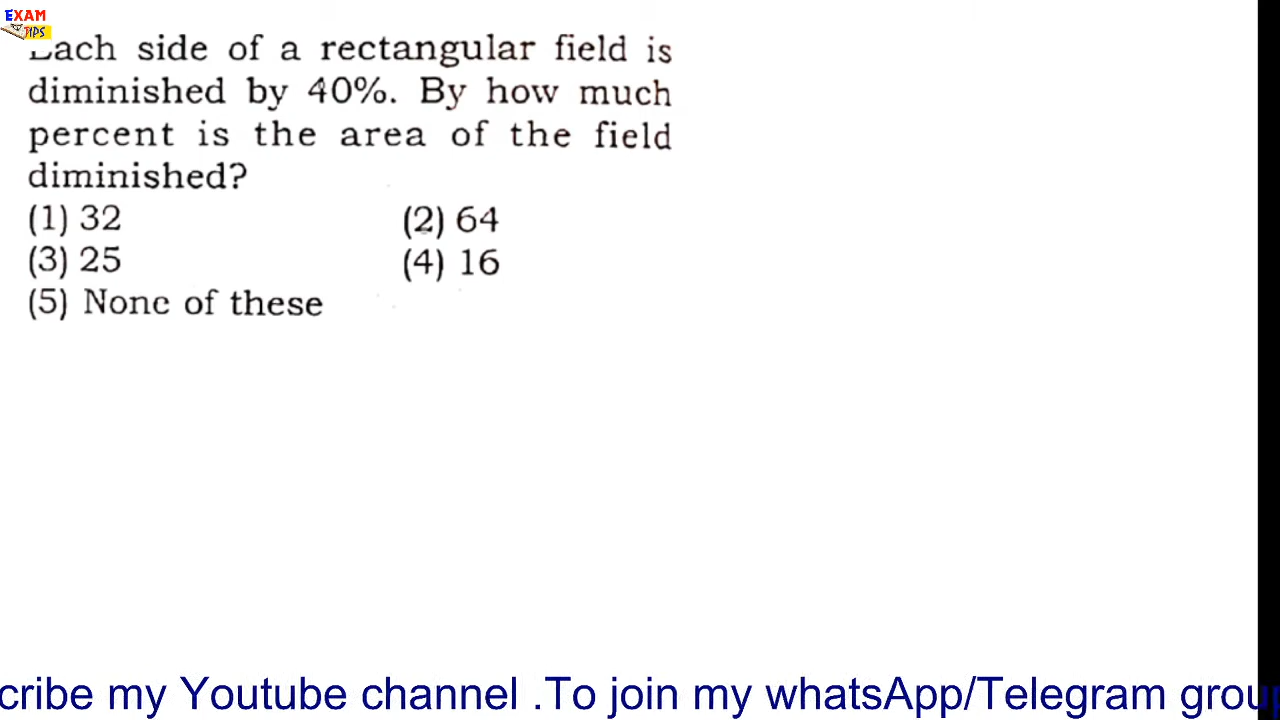 EXAM
TIPS
Each side of a rectangular field is
diminished by 40%. By how much
percent is the area of the field
diminished?
(1) 32 (2) 64
(3) 25 (4) 16
(5) None of these
cribe my Youtube channel .To join my whatsApp/Telegram grou